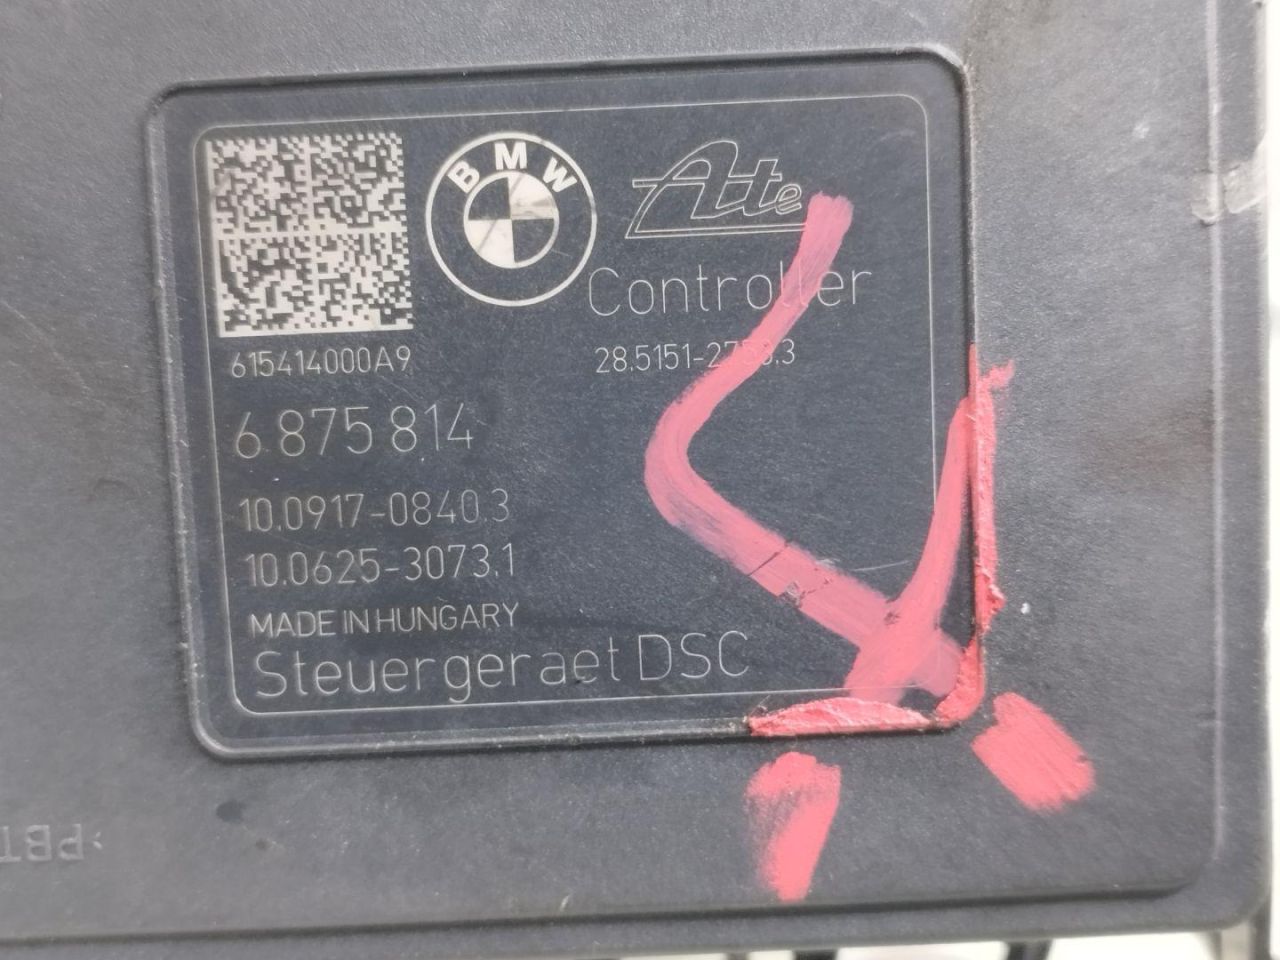 BMW
Ate
Controller
615414000A9
6 875 814
10.0917-0840.3
10.0625-3073.1
MADE IN HUNGARY
Steuergeraet DSC
PBT